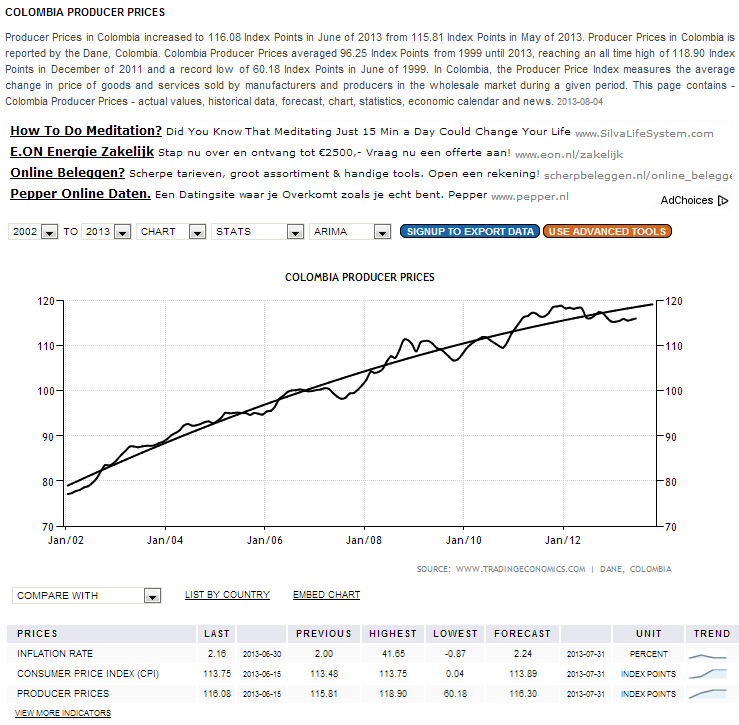 COLOMBIA PRODUCER PRICES
Producer Prices in Colombia increased to 116.08 Index Points in June of 2013 from 115.81 Index Points in May of 2013. Producer Prices in Colombia is
reported by the Dane, Colombia. Colombia Producer Prices averaged 96.25 Index Points from 1999 until 2013, reaching an all time high of 118.90 Index
Points in December of 2011 and a record low of 60.18 Index Points in June of 1999. In Colombia, the Producer Price Index measures the average
change in price of goods and services sold by manufacturers and producers in the wholesale market during a given period. This page contains -
Colombia Producer Prices - actual values, historical data, forecast, chart, statistics, economic calendar and news. 2013-08-04
How To Do Meditation? Did You Know That Meditating Just 15 Min a Day Could Change Your Life www.SilvaLifeSystem.com
E.ON Energie Zakelijk Stap nu over en ontvang tot €2500,- Vraag nu een offerte aan! www.eon.nl/zakelijk
Online Beleggen? Scherpe tarieven, groot assortiment & handige tools. Open een rekening! scherpbeleggen.nl/online_belegge
Pepper Online Daten. Een Datingsite waar je Overkomt zoals je echt bent. Pepper www.pepper.nl
AdChoices
2002 TO 2013 CHART STATS ARIMA SIGNUP TO EXPORT DATA USE ADVANCED TOOLS
COLOMBIA PRODUCER PRICES
120 120
110 110
100 100
90 90
80 80
70 70
Jan/02 Jan/04 Jan/06 Jan/08 Jan/10 Jan/12
SOURCE: WWW.TRADINGECONOMICS.COM | DANE, COLOMBIA
COMPARE WITH LIST BY COUNTRY EMBED CHART
PRICES LAST PREVIOUS HIGHEST LOWEST FORECAST UNIT TREND
INFLATION RATE 2.16 2013-06-30 2.00 41.65 -0.87 2.24 2013-07-31 PERCENT
CONSUMER PRICE INDEX (CPI) 113.75 2013-06-15 113.48 113.75 0.04 113.89 2013-07-31 INDEX POINTS
PRODUCER PRICES 116.08 2013-06-15 115.81 118.90 60.18 116.30 2013-07-31 INDEX POINTS
VIEW MORE INDICATORS